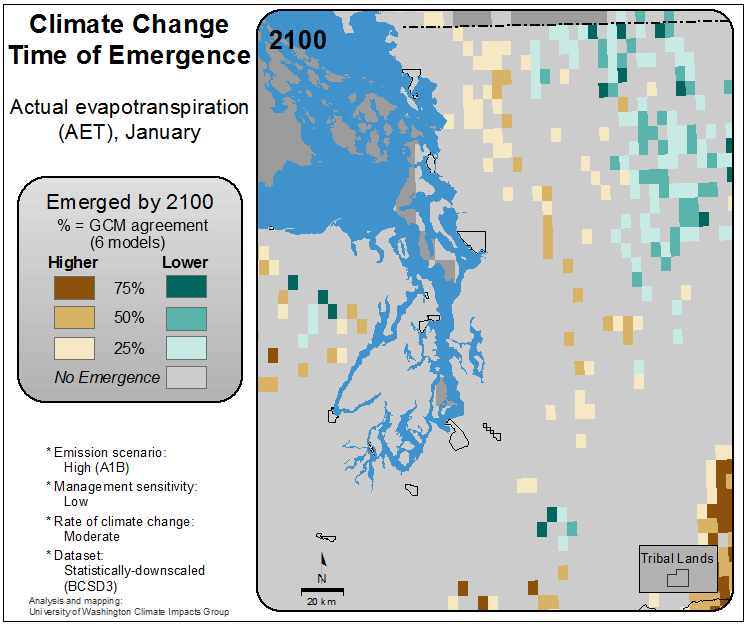 Climate Change
Time of Emergence
Actual evapotranspiration
(AET), January
Emerged by 2100
% = GCM agreement
(6 models)
Higher Lower
75%
50%
25%
No Emergence
* Emission scenario:
High (A1B)
* Management sensitivity:
Low
* Rate of climate change:
Moderate
* Dataset:
Statistically-downscaled
(BCSD3)
Analysis and mapping:
University of Washington Climate Impacts Group
2100
N
20 km
Tribal Lands